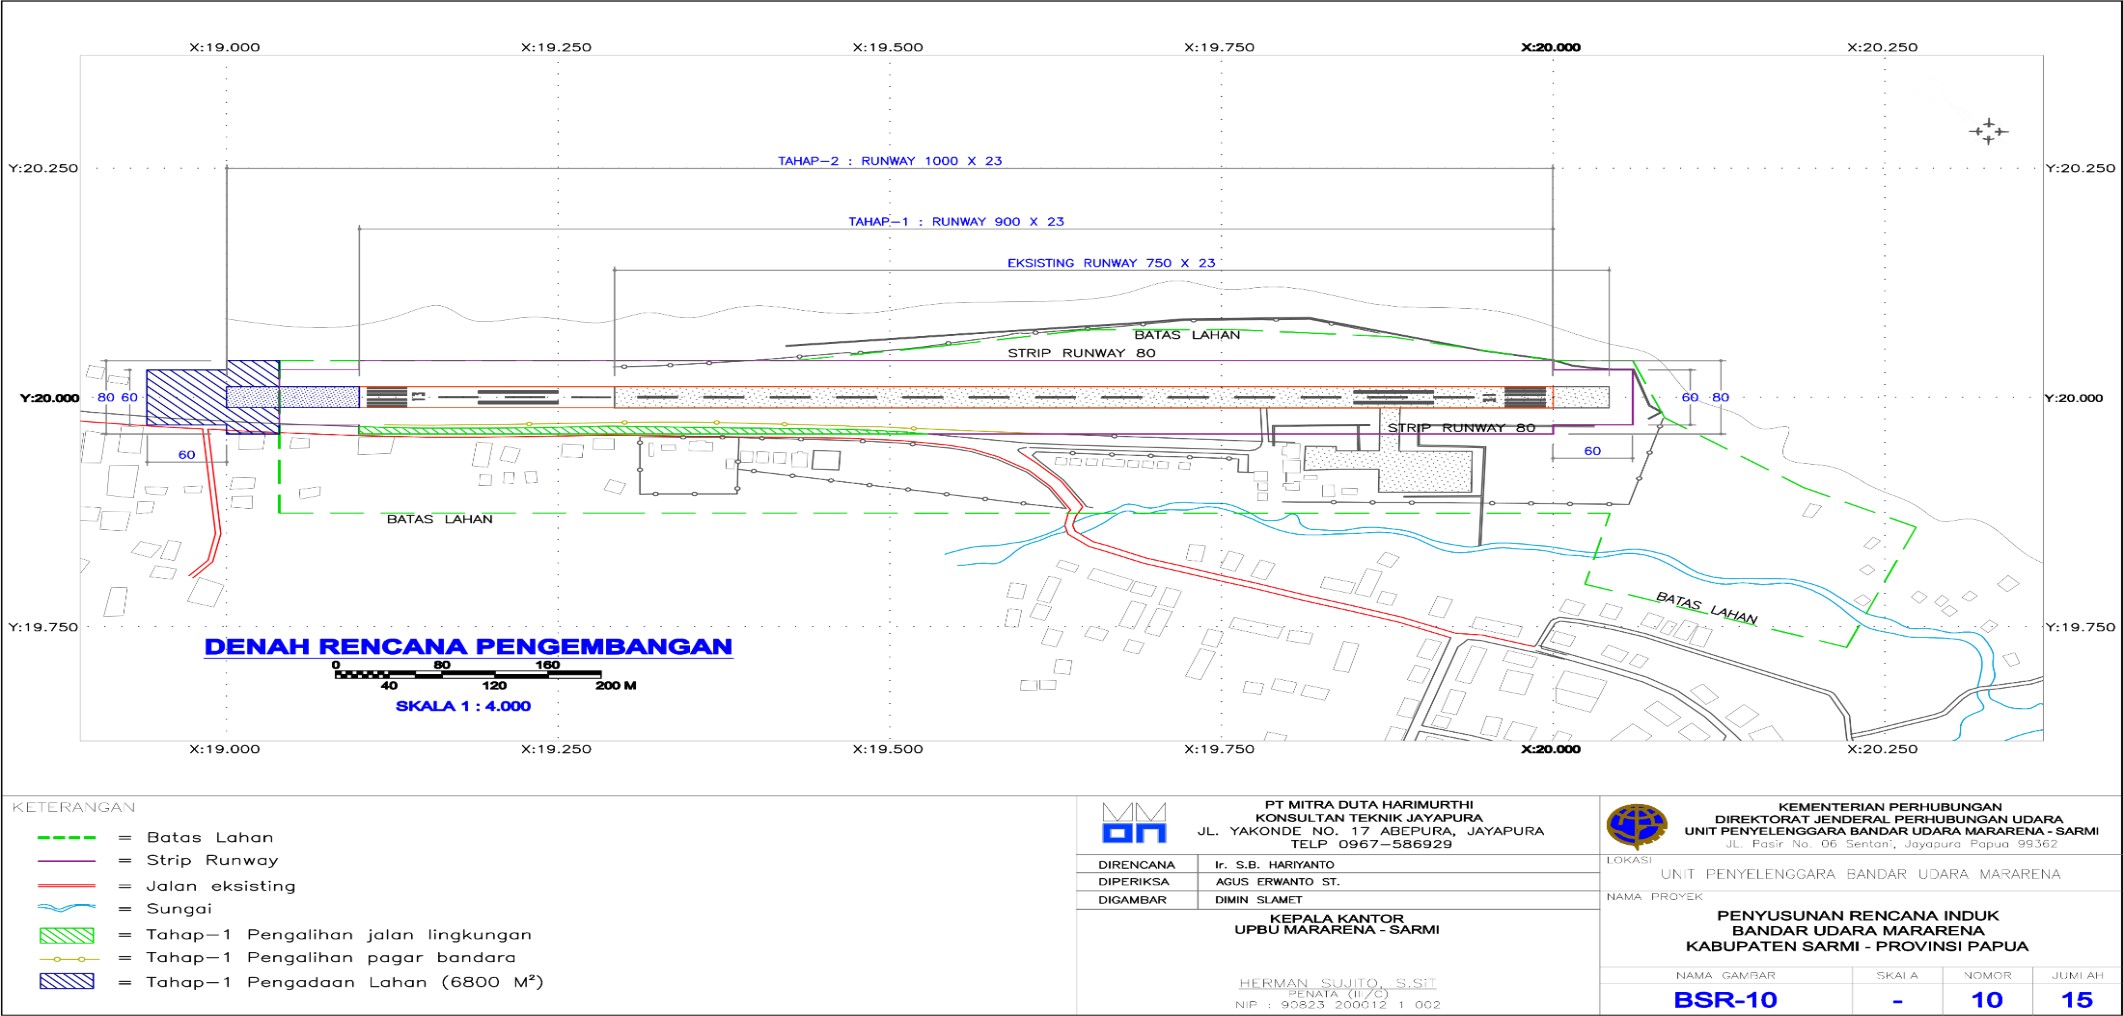 X:19.000 X:19.250 X:19.500 X:19.750 X:20.000 X:20.250
Y:20.250 Y:20.250
TAHAP-2 : RUNWAY 1000 X 23
TAHAP-1 : RUNWAY 900 X 23
EKSISTING RUNWAY 750 X 23
BATAS LAHAN
STRIP RUNWAY 80
Y:20.000 80 60 60 80 Y:20.000
STRIP RUNWAY 80
60 60
BATAS LAHAN
BATAS LAHAN
Y:19.750 Y:19.750
DENAH RENCANA PENGEMBANGAN
0 80 160
40 120 200 M
SKALA 1 : 4.000
X:19.000 X:19.250 X:19.500 X:19.750 X:20.000 X:20.250
KETERANGAN
= Batas Lahan
= Strip Runway
= Jalan eksisting
= Sungai
= Tahap-1 Pengalihan jalan lingkungan
= Tahap-1 Pengalihan pagar bandara
= Tahap-1 Pengadaan Lahan (6800 M²)
PT MITRA DUTA HARIMURTHI
KONSULTAN TEKNIK JAYAPURA
JL. YAKONDE NO. 17 ABEPURA, JAYAPURA
TELP 0967-586929
DIRENCANA Ir. S.B. HARIYANTO
DIPERIKSA AGUS ERWANTO ST.
DIGAMBAR DIMIN SLAMET
KEPALA KANTOR
UPBU MARARENA - SARMI
HERMAN SUJITO, S.SiT
PENATA (III/C)
NIP : 90823 200012 1 002
KEMENTERIAN PERHUBUNGAN
DIREKTORAT JENDERAL PERHUBUNGAN UDARA
UNIT PENYELENGGARA BANDAR UDARA MARARENA - SARMI
JL. Pasir No. 06 Sentani, Jayapura Papua 99362
LOKASI
UNIT PENYELENGGARA BANDAR UDARA MARARENA
NAMA PROYEK
PENYUSUNAN RENCANA INDUK
BANDAR UDARA MARARENA
KABUPATEN SARMI - PROVINSI PAPUA
NAMA GAMBAR SKALA NOMOR JUMLAH
BSR-10 - 10 15